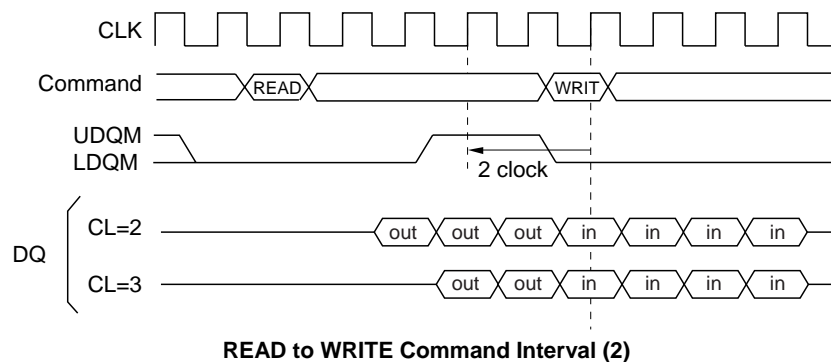 CLK
Command READ WRIT
UDQM
LDQM
2 clock
DQ
CL=2 out out out in in in in
CL=3 out out in in in in
READ to WRITE Command Interval (2)